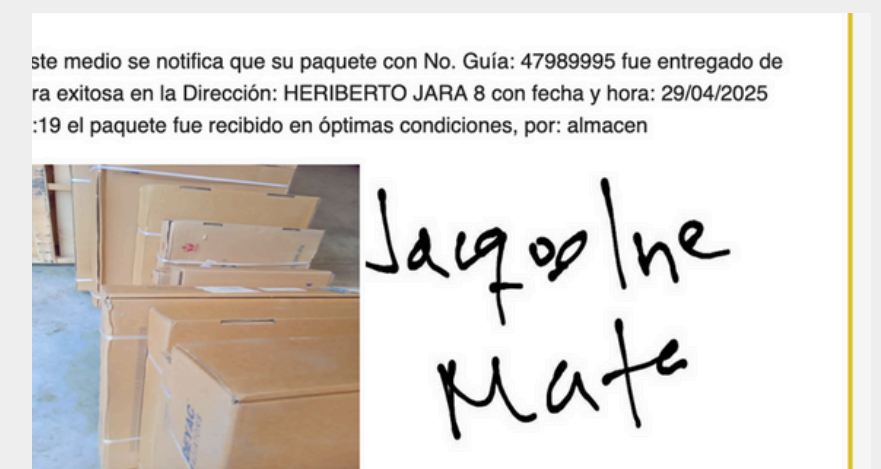 ste medio se notifica que su paquete con No. Guía: 47989995 fue entregado de
ra exitosa en la Dirección: HERIBERTO JARA 8 con fecha y hora: 29/04/2025
:19 el paquete fue recibido en óptimas condiciones, por: almacen
Jacqoolne
Mata
DEYAC